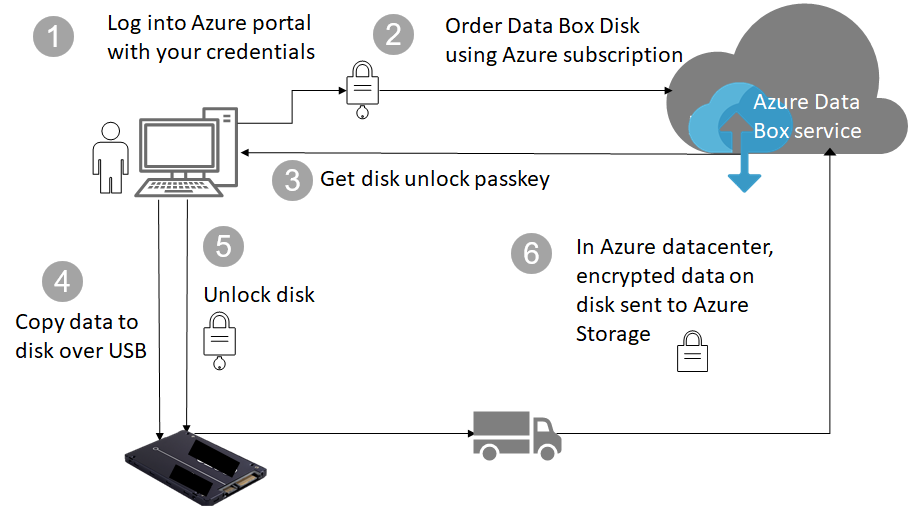 1
Log into Azure portal
with your credentials
2
Order Data Box Disk
using Azure subscription
Azure Data
Box service
3
Get disk unlock passkey
4
Copy data to
disk over USB
5
Unlock disk
6
In Azure datacenter,
encrypted data on
disk sent to Azure
Storage